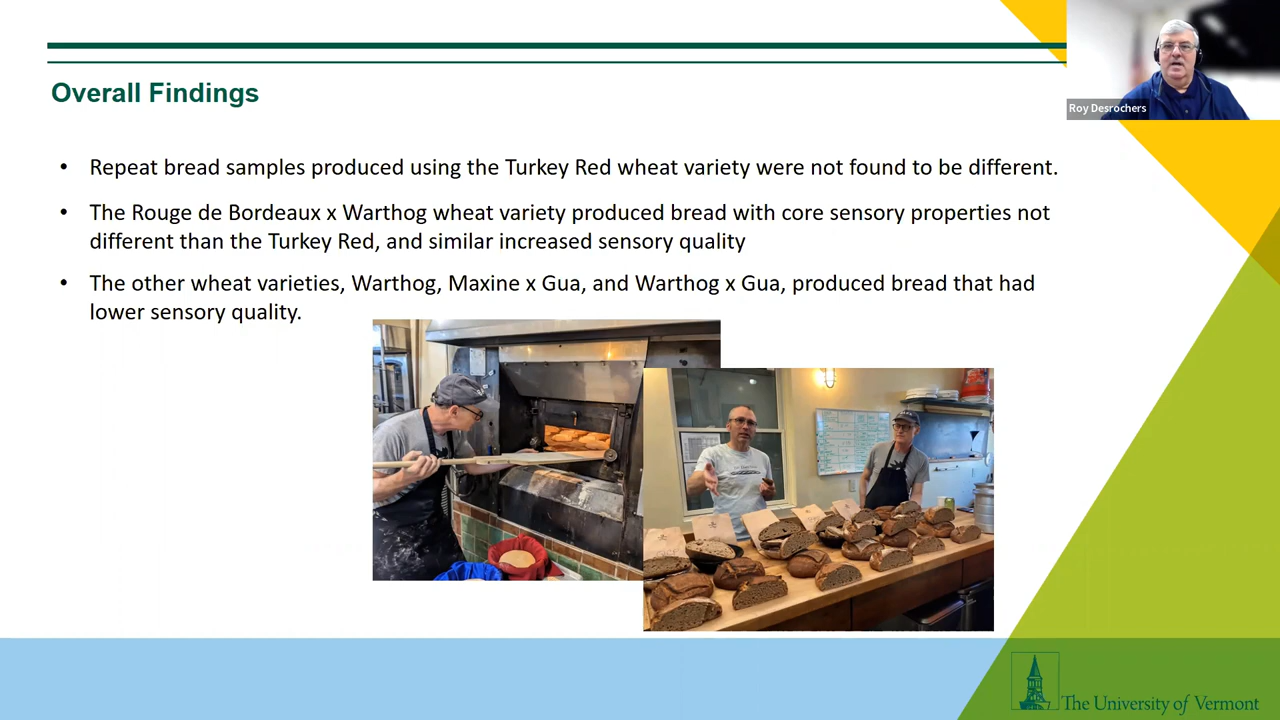 Roy Desrochers
Overall Findings
• Repeat bread samples produced using the Turkey Red wheat variety were not found to be different.
• The Rouge de Bordeaux x Warthog wheat variety produced bread with core sensory properties not
different than the Turkey Red, and similar increased sensory quality
• The other wheat varieties, Warthog, Maxine x Gua, and Warthog x Gua, produced bread that had
lower sensory quality.
The University of Vermont